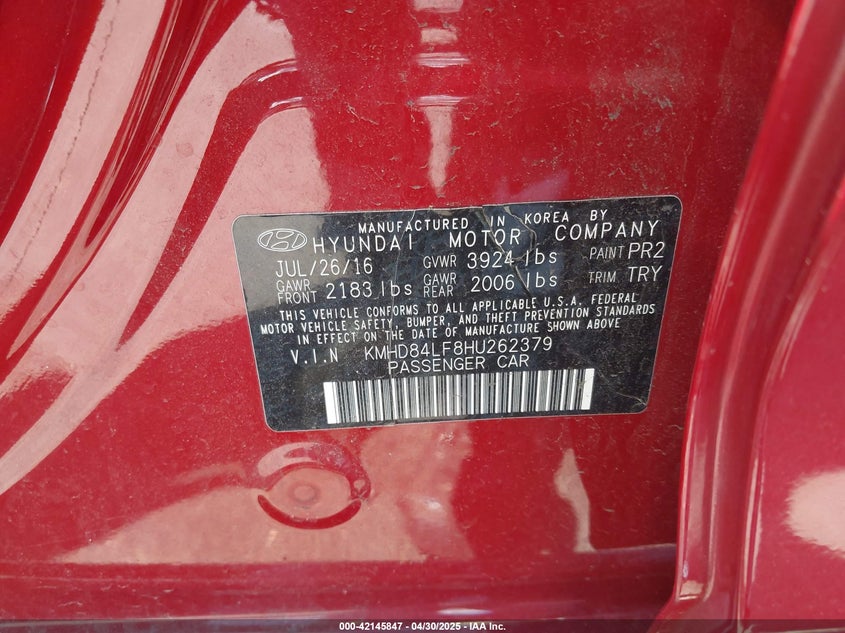 MANUFACTURED IN KOREA BY
HYUNDAI MOTOR COMPANY
JUL/26/16 GVWR 3924 lbs PAINT PR2
GAWR FRONT 2183 lbs GAWR REAR 2006 lbs TRIM TRY
THIS VEHICLE CONFORMS TO ALL APPLICABLE U.S.A. FEDERAL
MOTOR VEHICLE SAFETY, BUMPER, AND THEFT PREVENTION STANDARDS
IN EFFECT ON THE DATE OF MANUFACTURE SHOWN ABOVE
V.I.N KMHD84LF8HU262379
PASSENGER CAR
000-42145847 - 04/30/2025 - IAA Inc.